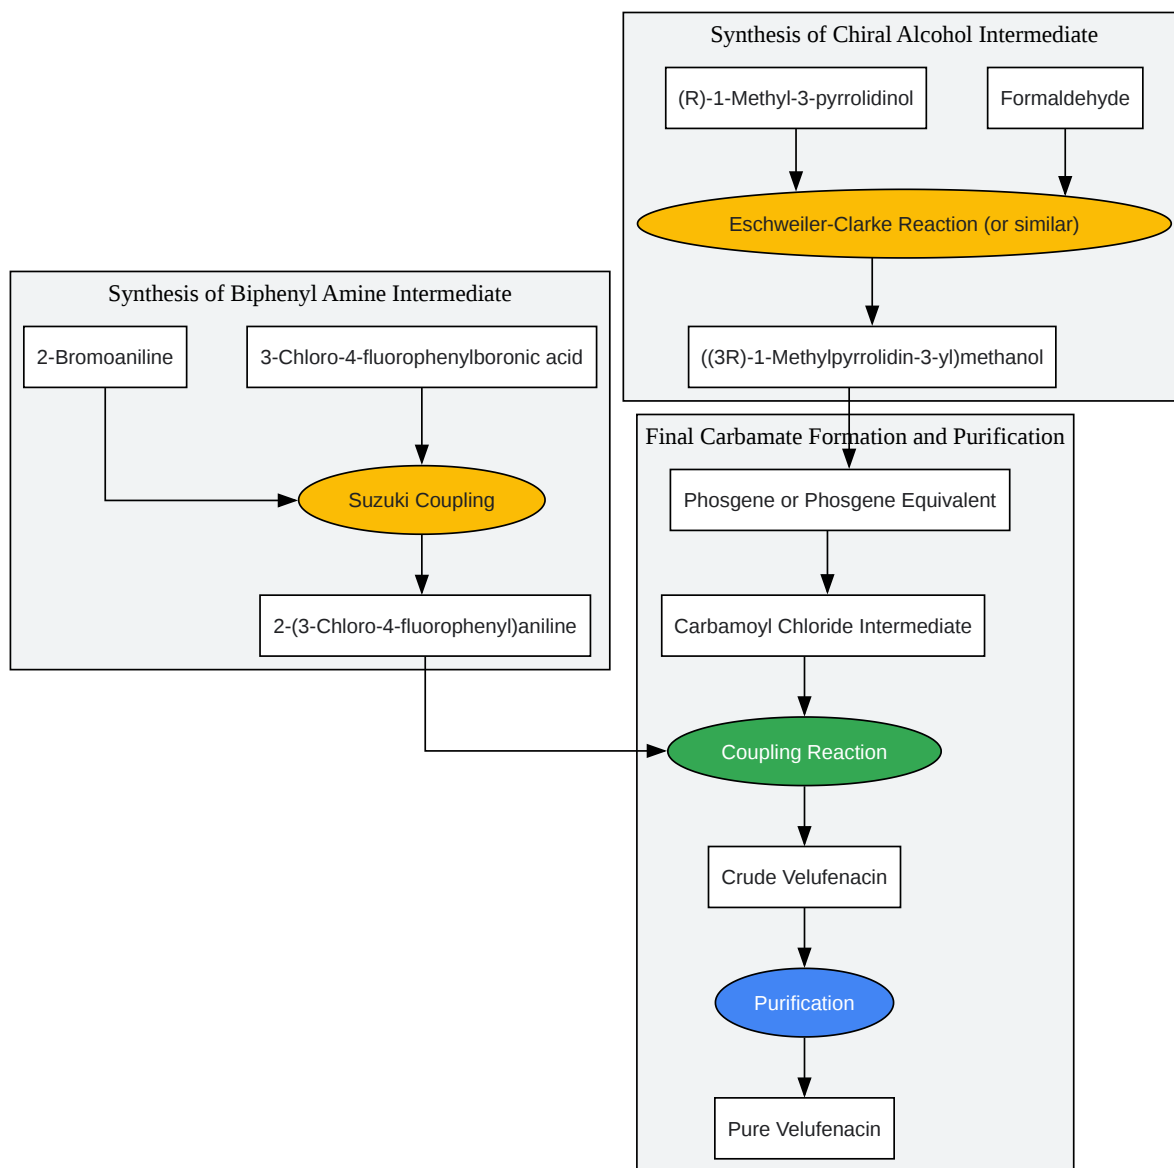 Synthesis of Chiral Alcohol Intermediate
(R)-1-Methyl-3-pyrrolidinol
Formaldehyde
Eschweiler-Clarke Reaction (or similar)
((3R)-1-Methylpyrrolidin-3-yl)methanol
Synthesis of Biphenyl Amine Intermediate
2-Bromoaniline
3-Chloro-4-fluorophenylboronic acid
Suzuki Coupling
2-(3-Chloro-4-fluorophenyl)aniline
Final Carbamate Formation and Purification
Phosgene or Phosgene Equivalent
Carbamoyl Chloride Intermediate
Coupling Reaction
Crude Velufenacin
Purification
Pure Velufenacin